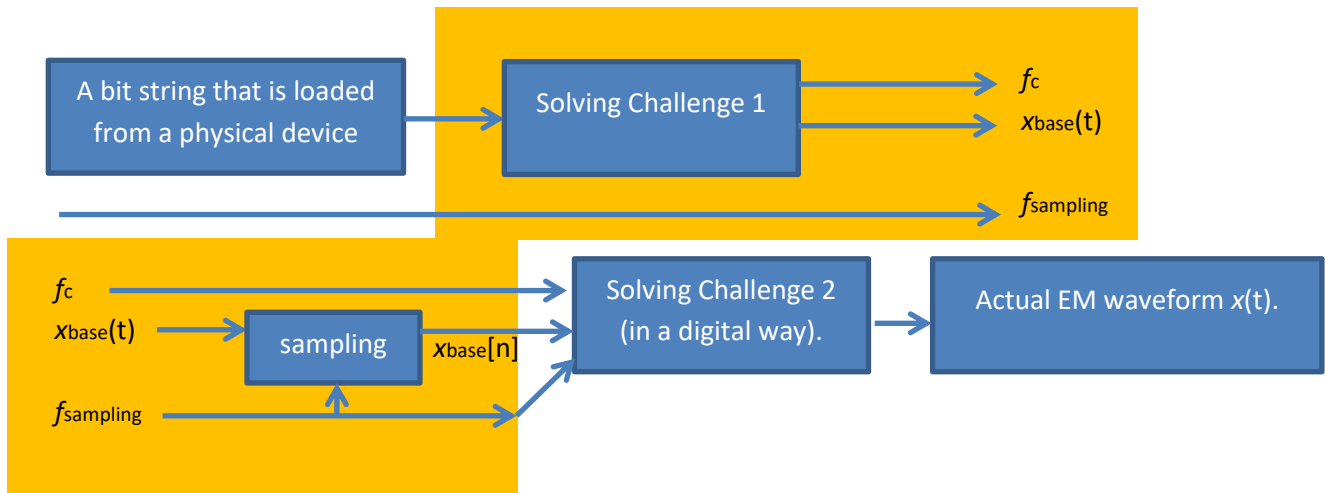 A bit string that is loaded
from a physical device
Solving Challenge 1
fc
xbase(t)
fsampling
fc
xbase(t)
sampling
xbase[n]
fsampling
Solving Challenge 2
(in a digital way).
Actual EM waveform x(t).